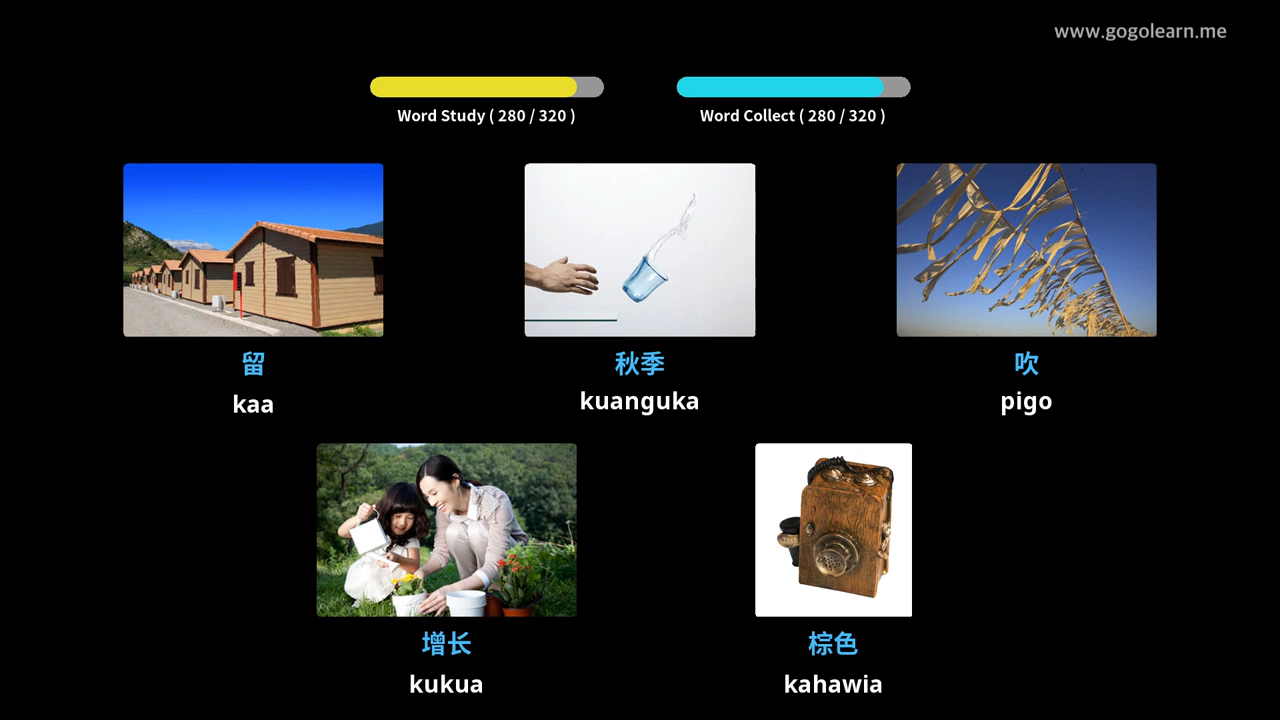 www.gogolearn.me
Word Study ( 280 / 320 )
Word Collect ( 280 / 320 )
留
kaa
秋季
kuanguka
吹
pigo
增长
kukua
棕色
kahawia